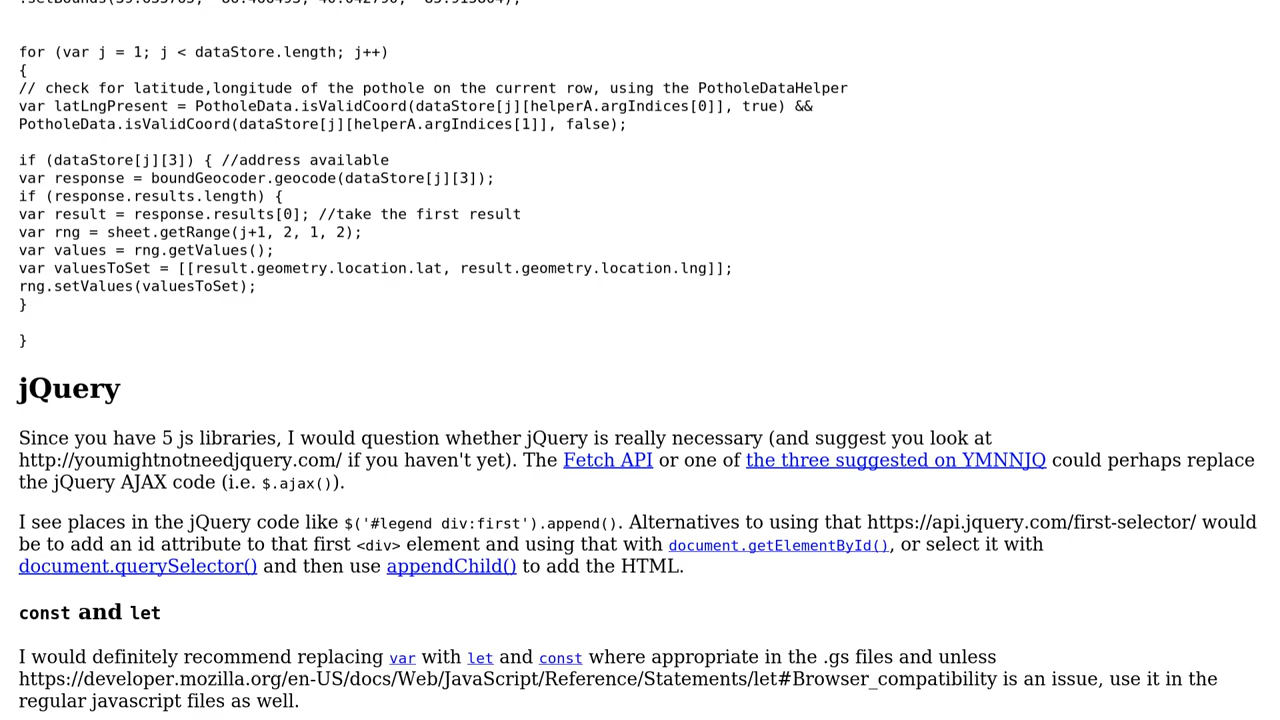 .setBounds(39.635765, -86.466493, 40.042790, -85.915804);
for (var j = 1; j < dataStore.length; j++)
{
// check for latitude,longitude of the pothole on the current row, using the PotholeDataHelper
var latLngPresent = PotholeData.isValidCoord(dataStore[j][helperA.argIndices[0]], true) &&
PotholeData.isValidCoord(dataStore[j][helperA.argIndices[1]], false);
if (dataStore[j][3]) { //address available
var response = boundGeocoder.geocode(dataStore[j][3]);
if (response.results.length) {
var result = response.results[0]; //take the first result
var rng = sheet.getRange(j+1, 2, 1, 2);
var values = rng.getValues();
var valuesToSet = [[result.geometry.location.lat, result.geometry.location.lng]];
rng.setValues(valuesToSet);
}
}
jQuery
Since you have 5 js libraries, I would question whether jQuery is really necessary (and suggest you look at
http://youmightnotneedjquery.com/ if you haven't yet). The Fetch API or one of the three suggested on YMNNJQ could perhaps replace
the jQuery AJAX code (i.e. $.ajax()).
I see places in the jQuery code like $('#legend div:first').append(). Alternatives to using that https://api.jquery.com/first-selector/ would
be to add an id attribute to that first <div> element and using that with document.getElementById(), or select it with
document.querySelector() and then use appendChild() to add the HTML.
const and let
I would definitely recommend replacing var with let and const where appropriate in the .gs files and unless
https://developer.mozilla.org/en-US/docs/Web/JavaScript/Reference/Statements/let#Browser_compatibility is an issue, use it in the
regular javascript files as well.